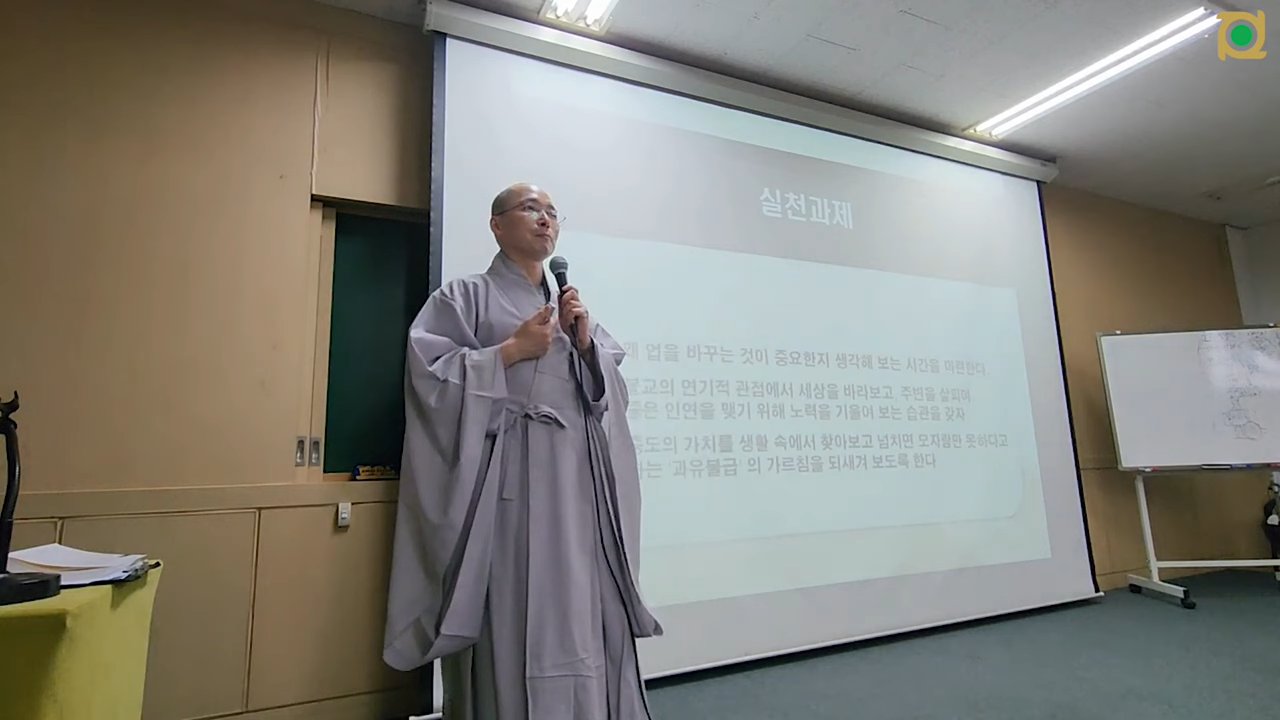 실천과제
왜 업을 바꾸는 것이 중요한지 생각해 보는 시간을 마련한다.
불교의 연기적 관점에서 세상을 바라보고, 주변을 살피며
좋은 인연을 맺기 위해 노력을 기울여 보는 습관을 갖자
중도의 가치를 생활 속에서 찾아보고 넘치면 모자람만 못하다고
하는 '과유불급' 의 가르침을 되새겨 보도록 한다